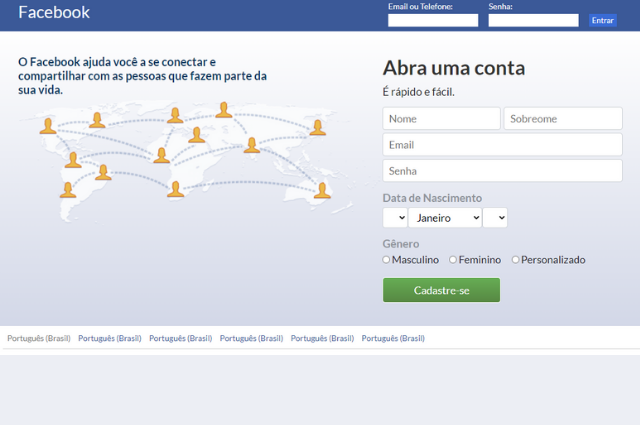 Facebook
Email ou Telefone: Senha:
Entrar
O Facebook ajuda você a se conectar e
compartilhar com as pessoas que fazem parte da
sua vida.
Abra uma conta
É rápido e fácil.
Nome Sobreome
Email
Senha
Data de Nascimento
Janeiro
Gênero
Masculino Feminino Personalizado
Cadastre-se
Português (Brasil) Português (Brasil) Português (Brasil) Português (Brasil) Português (Brasil) Português (Brasil)